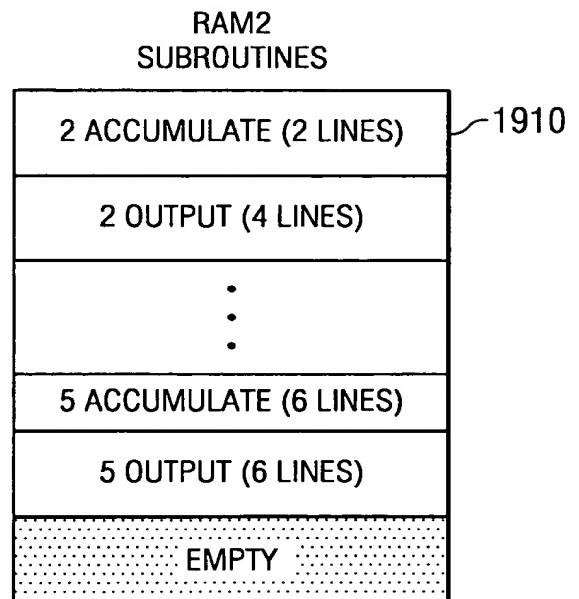 RAM2
SUBROUTINES
2 ACCUMULATE (2 LINES)
1910
2 OUTPUT (4 LINES)
5 ACCUMULATE (6 LINES)
5 OUTPUT (6 LINES)
EMPTY